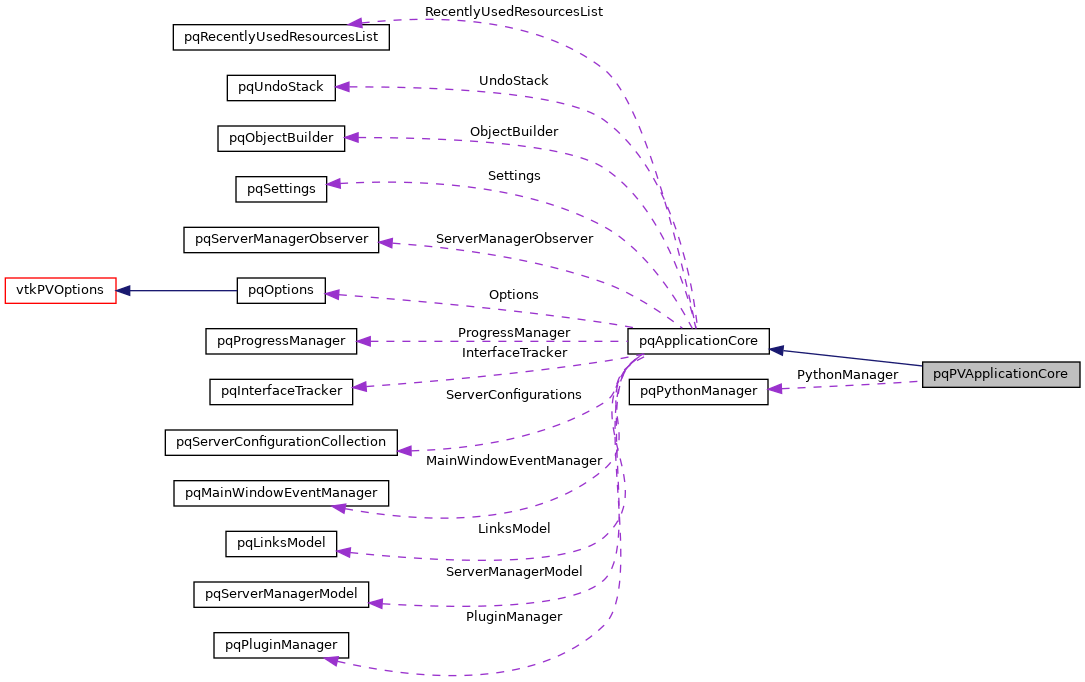 RecentlyUsedResourcesList
pqRecentlyUsedResourcesList
UndoStack
pqUndoStack
ObjectBuilder
pqObjectBuilder
Settings
pqSettings
ServerManagerObserver
pqServerManagerObserver
vtkPVOptions
pqOptions
Options
ProgressManager
pqProgressManager
pqApplicationCore
InterfaceTracker
pqInterfaceTracker
pqPythonManager
PythonManager
pqPVApplicationCore
ServerConfigurations
pqServerConfigurationCollection
MainWindowEventManager
pqMainWindowEventManager
LinksModel
pqLinksModel
ServerManagerModel
pqServerManagerModel
PluginManager
pqPluginManager